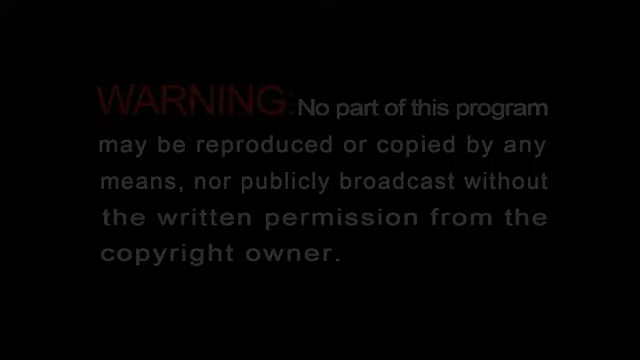 WARNING: No part of this program
may be reproduced or copied by any
means, nor publicly broadcast without
the written permission from the
copyright owner.